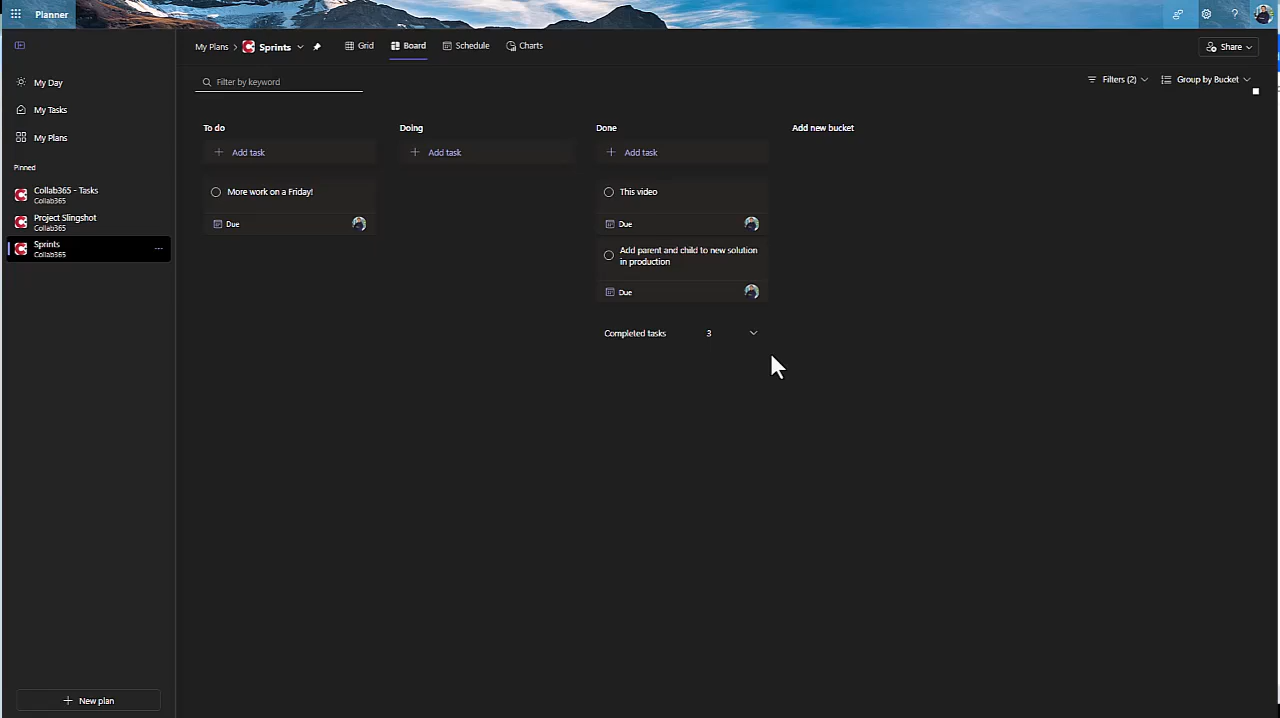 Planner
My Plans > Sprints
Grid
Board
Schedule
Charts
Share
My Day
My Tasks
My Plans
Pinned
Collab365 - Tasks
Collab365
Project Slingshot
Collab365
Sprints
Collab365
New plan
Filter by keyword
Filters (2)
Group by Bucket
To do
Add task
More work on a Friday!
Due
Doing
Add task
Done
Add task
This video
Due
Add parent and child to new solution
in production
Due
Completed tasks 3
Add new bucket